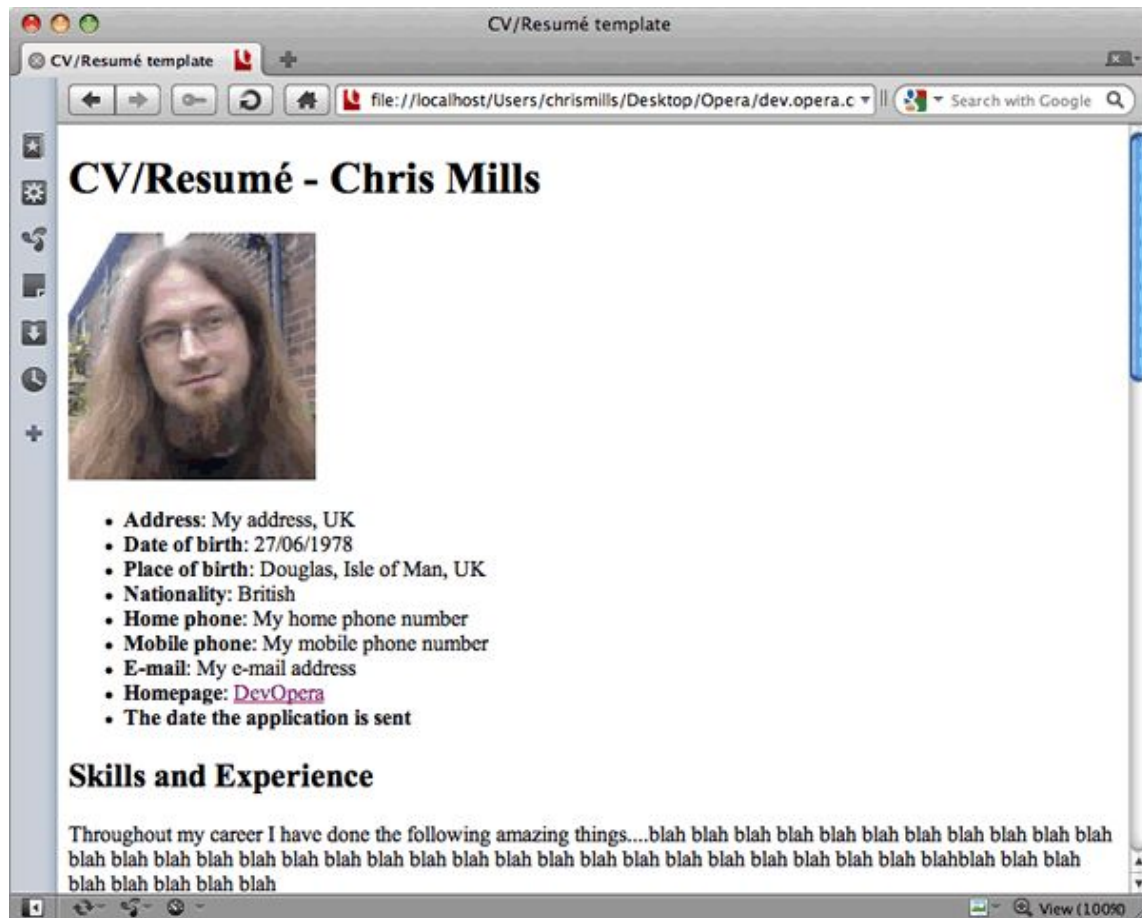 CV/Resumé template
CV/Resumé template
file://localhost/Users/chrismills/Desktop/Opera/dev.opera.c
Search with Google
CV/Resumé - Chris Mills
• Address: My address, UK
• Date of birth: 27/06/1978
• Place of birth: Douglas, Isle of Man, UK
• Nationality: British
• Home phone: My home phone number
• Mobile phone: My mobile phone number
• E-mail: My e-mail address
• Homepage: DevOpera
• The date the application is sent
Skills and Experience
Throughout my career I have done the following amazing things....blah blah blah blah blah blah blah blah blah blah blah
blah blah blah blah blah blah blah blah blah blah blah blah blah blah blah blah blah blah blah blah blahblah blah blah blah
blah blah blah blah blah
View (100%)